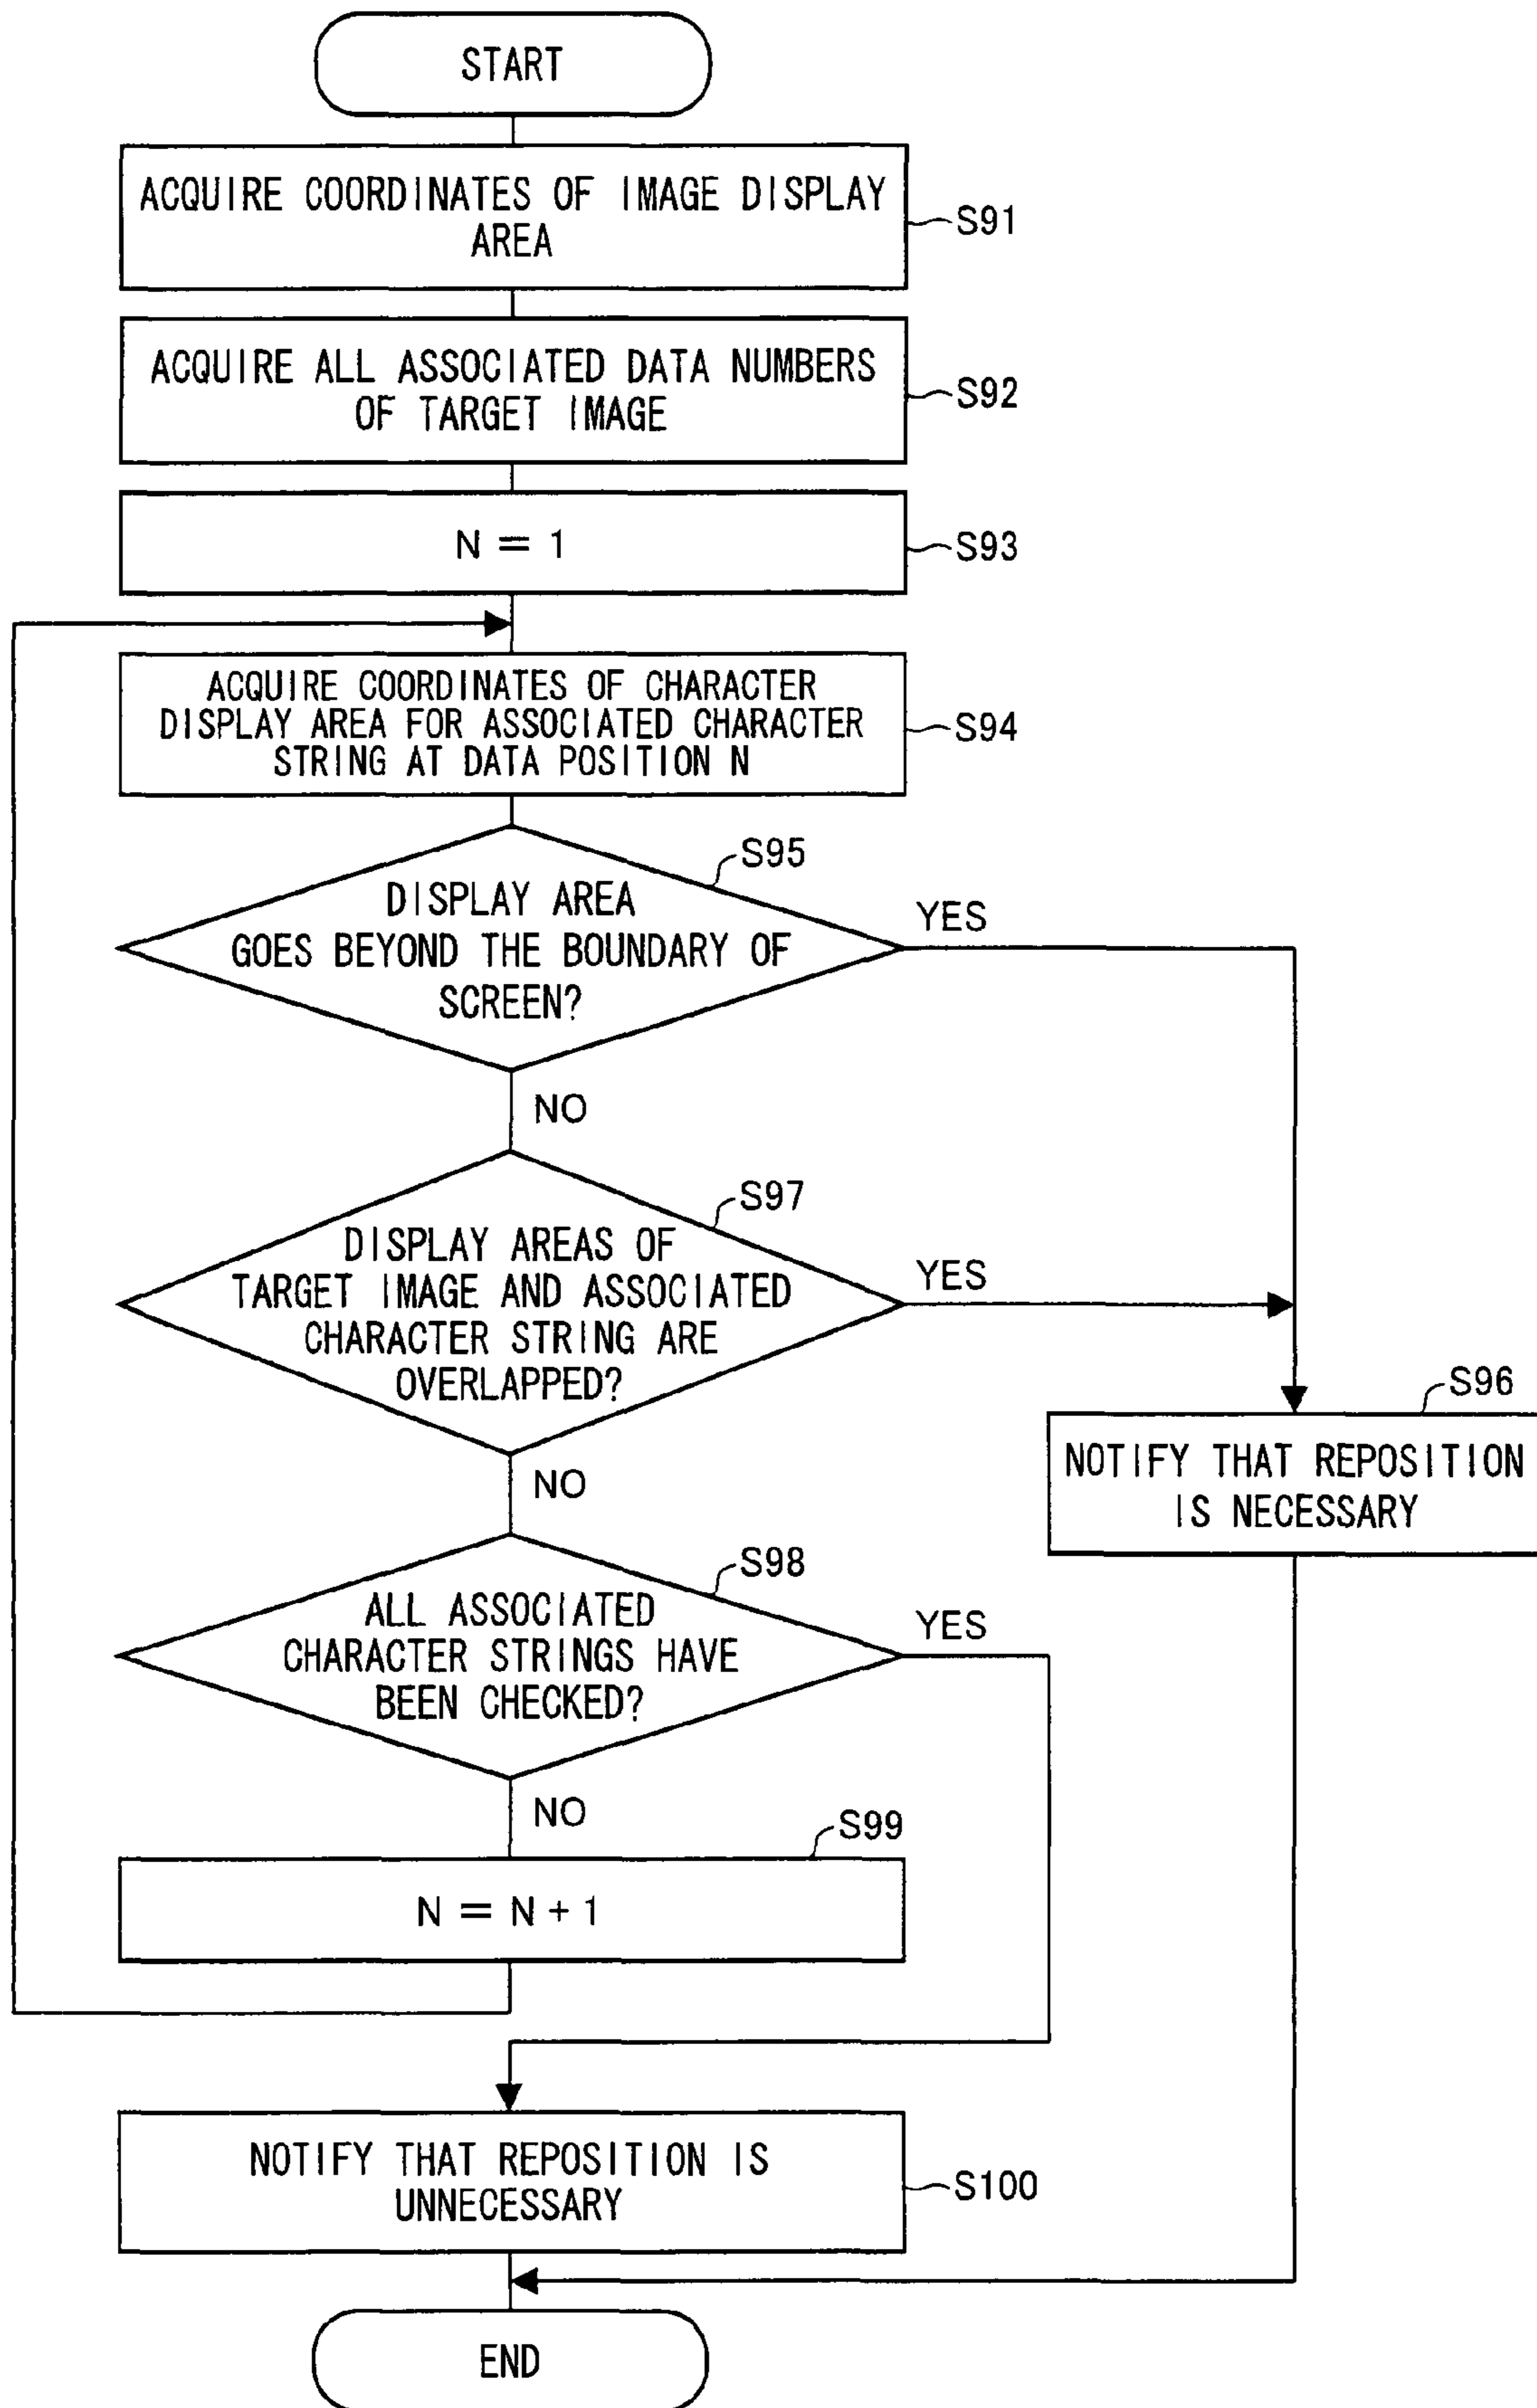 START
ACQUIRE COORDINATES OF IMAGE DISPLAY
AREA
S91
ACQUIRE ALL ASSOCIATED DATA NUMBERS
OF TARGET IMAGE
S92
N = 1
S93
ACQUIRE COORDINATES OF CHARACTER
DISPLAY AREA FOR ASSOCIATED CHARACTER
STRING AT DATA POSITION N
S94
S95
DISPLAY AREA
GOES BEYOND THE BOUNDARY OF
SCREEN?
YES
NO
S97
DISPLAY AREAS OF
TARGET IMAGE AND ASSOCIATED
CHARACTER STRING ARE
OVERLAPPED?
YES
NO
S96
NOTIFY THAT REPOSITION
IS NECESSARY
S98
ALL ASSOCIATED
CHARACTER STRINGS HAVE
BEEN CHECKED?
YES
NO
S99
N = N + 1
NOTIFY THAT REPOSITION IS
UNNECESSARY
S100
END